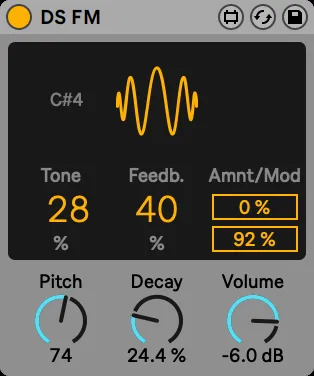 DS FM
C#4
Tone Feedb. Amnt/Mod
28 40 0 %
% % 92 %
Pitch Decay Volume
74 24.4 % -6.0 dB